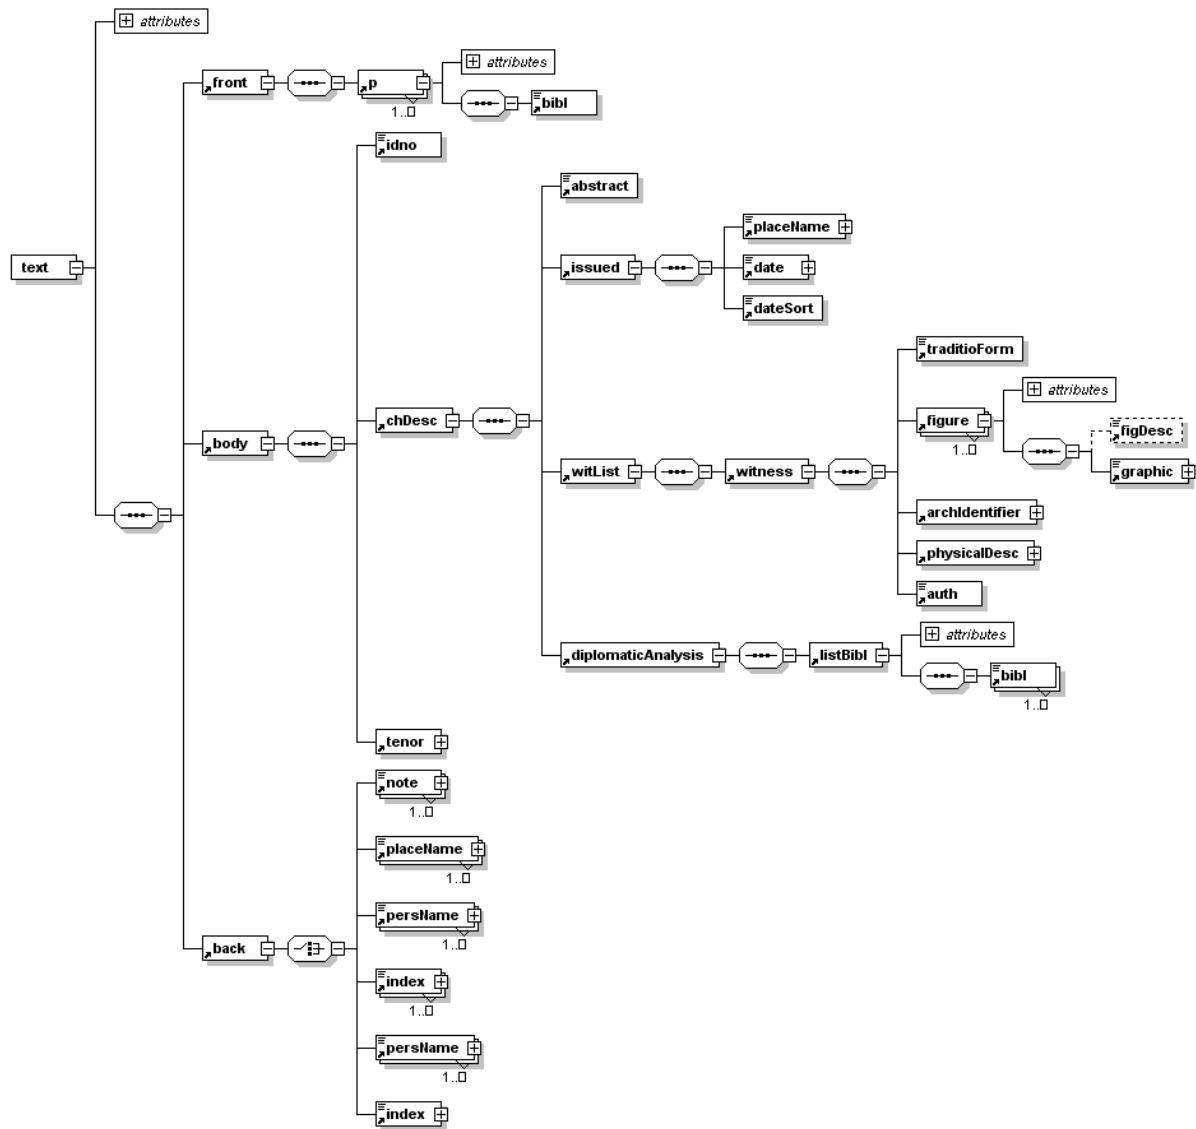 attributes
front
p
1..□
attributes
bibl
idno
abstract
placeName
text
issued
date
dateSort
traditioForm
attributes
chDesc
figure
1..□
figDesc
body
witList
witness
graphic
archIdentifier
physicalDesc
auth
attributes
diplomaticAnalysis
listBibl
bibl
1..□
tenor
note
1..□
placeName
1..□
persName
1..□
back
index
1..□
persName
1..□
index